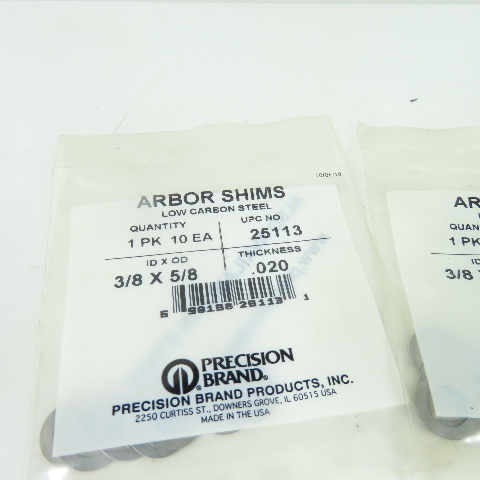 ARBOR SHIMS
LOW CARBON STEEL
QUANTITY UPC NO
1 PK 10 EA 25113
ID X OD THICKNESS
3/8 X 5/8 .020
PRECISION
BRAND®
PRECISION BRAND PRODUCTS, INC.
2250 CURTISS ST., DOWNERS GROVE, IL 60515 USA
MADE IN THE USA
AR
QUAN
1 PK
ID
3/8